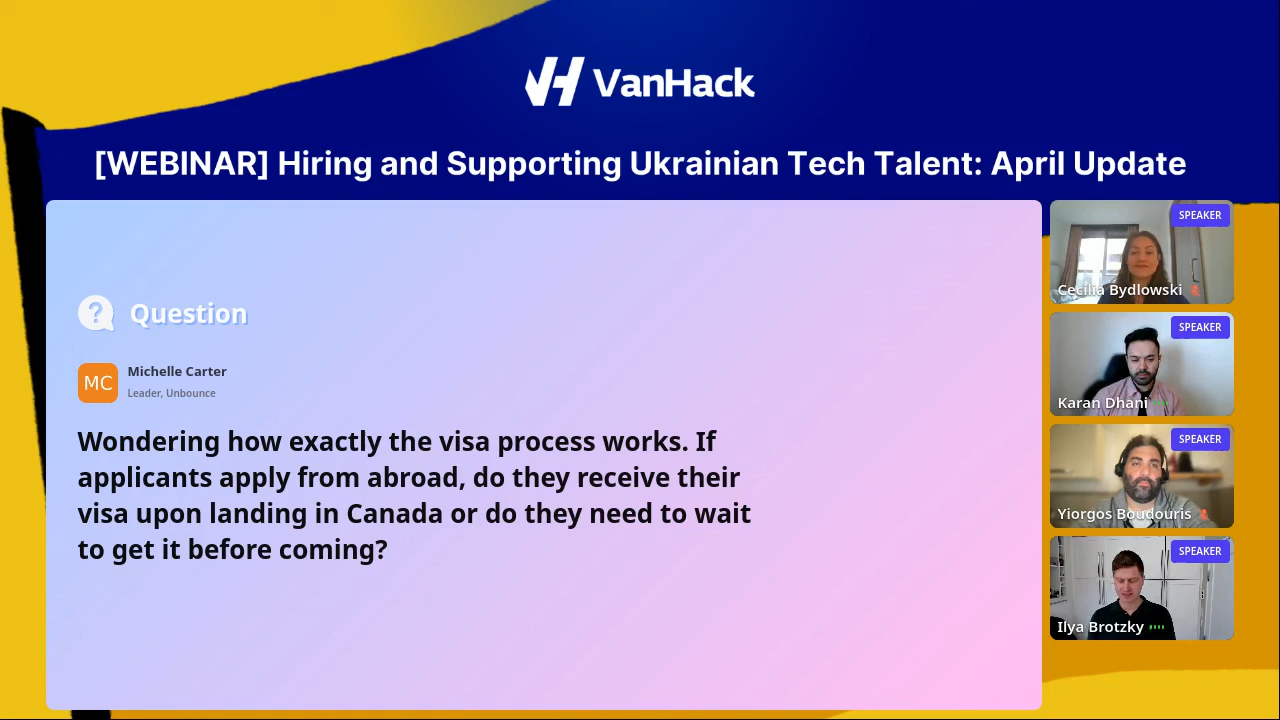 VanHack
[WEBINAR] Hiring and Supporting Ukrainian Tech Talent: April Update
Question
MC
Michelle Carter
Leader, Unbounce
Wondering how exactly the visa process works. If
applicants apply from abroad, do they receive their
visa upon landing in Canada or do they need to wait
to get it before coming?
SPEAKER
Cecilia Bydlowski
SPEAKER
Karan Dhani
SPEAKER
Yiorgos Boudouris
SPEAKER
Ilya Brotzky